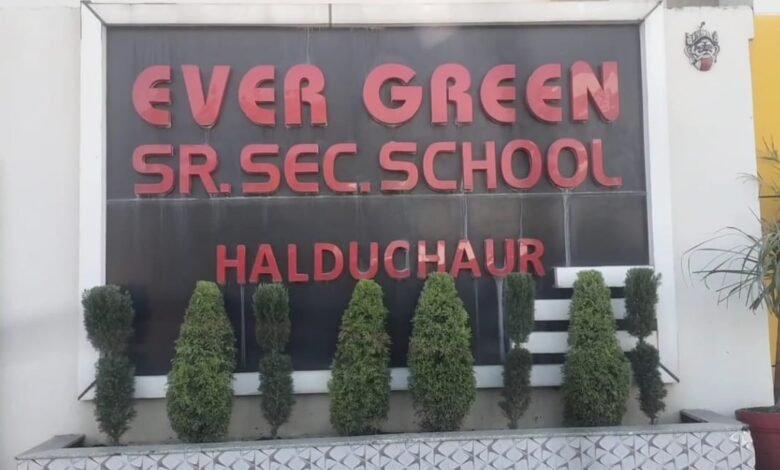 EVER GREEN
SR. SEC. SCHOOL
HALDUCHAUR